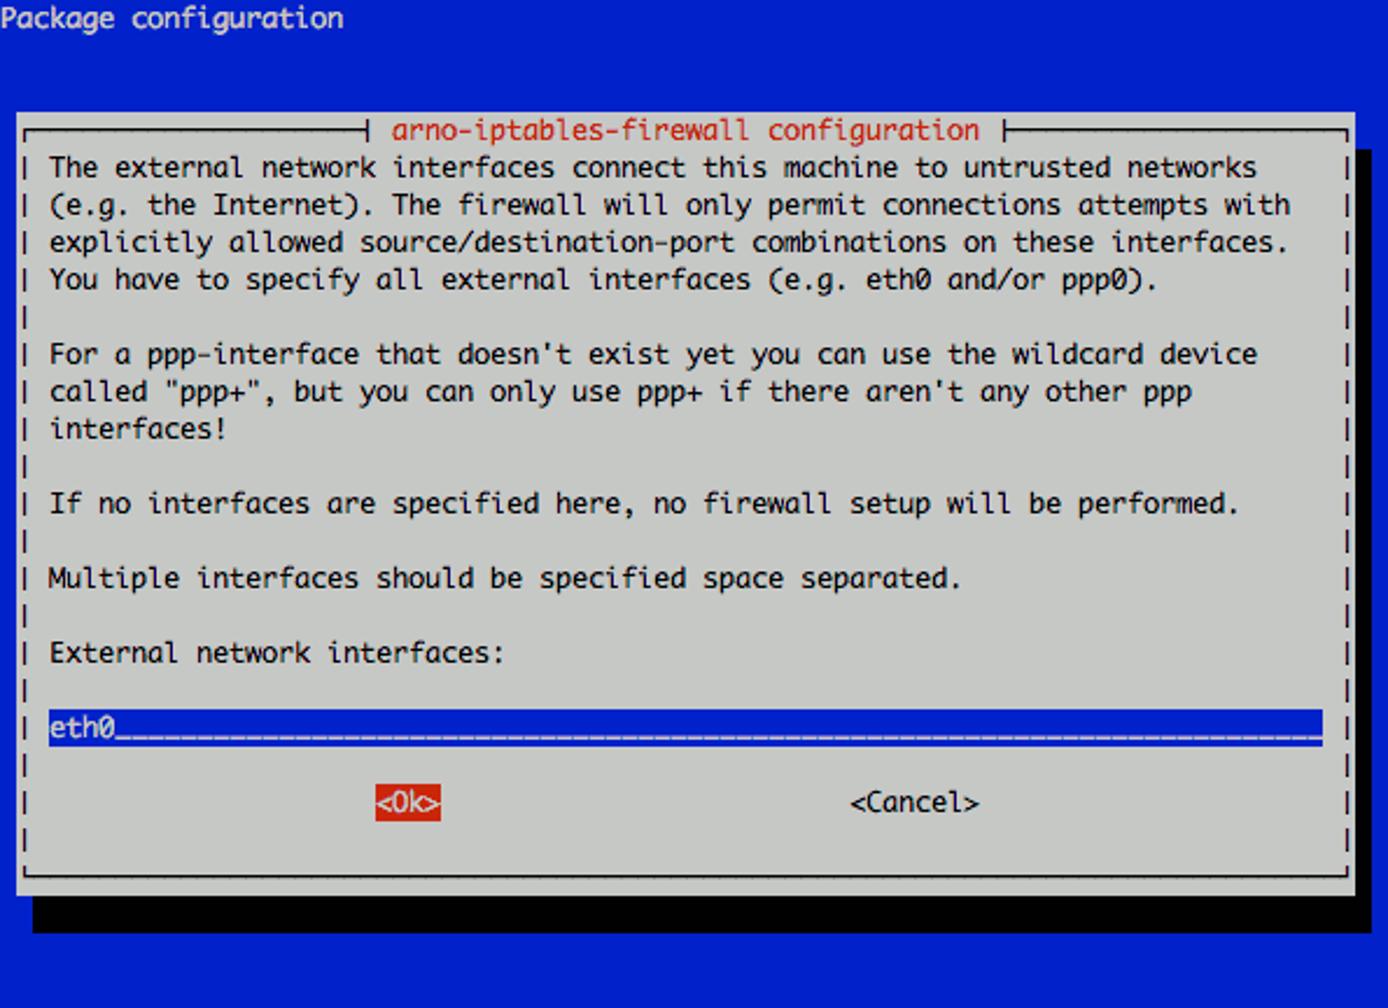 Package configuration
arno-iptables-firewall configuration
The external network interfaces connect this machine to untrusted networks
(e.g. the Internet). The firewall will only permit connections attempts with
explicitly allowed source/destination-port combinations on these interfaces.
You have to specify all external interfaces (e.g. eth0 and/or ppp0).
For a ppp-interface that doesn't exist yet you can use the wildcard device
called "ppp+", but you can only use ppp+ if there aren't any other ppp
interfaces!
If no interfaces are specified here, no firewall setup will be performed.
Multiple interfaces should be specified space separated.
External network interfaces:
eth0
<Ok> <Cancel>